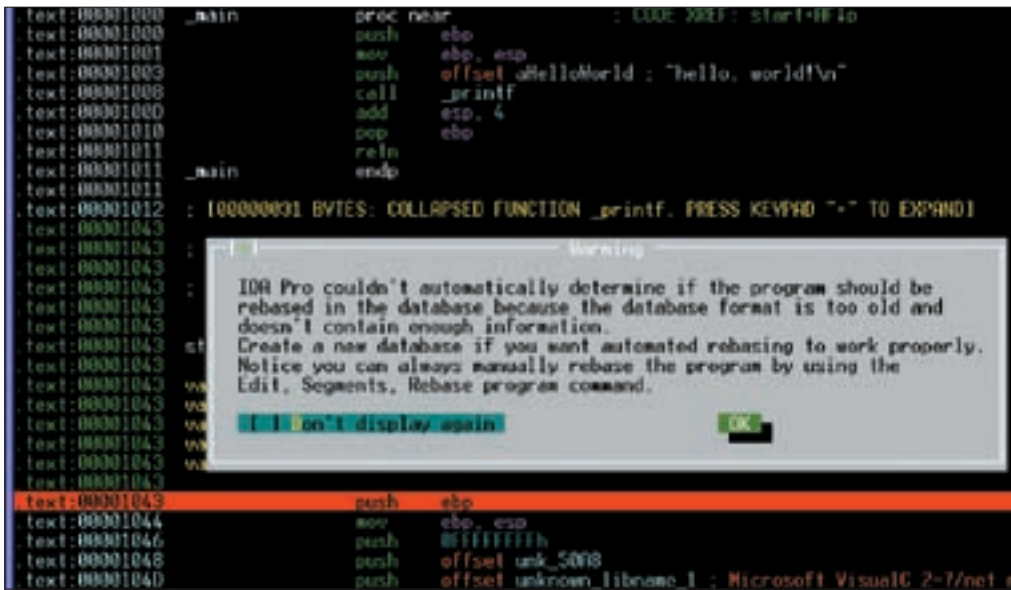 .text:00001000 _main proc near ; CODE XREF: start+AF↓p
.text:00001000 push ebp
.text:00001001 mov ebp, esp
.text:00001003 push offset aHelloWorld ; "hello, world!\n"
.text:00001008 call _printf
.text:0000100D add esp, 4
.text:00001010 pop ebp
.text:00001011 retn
.text:00001011 _main endp
.text:00001011
.text:00001012 ; [00000031 BYTES: COLLAPSED FUNCTION _printf. PRESS KEYPAD "+" TO EXPAND]
.text:00001043
.text:00001043 ;
.text:00001043
.text:00001043 ;
.text:00001043
.text:00001043
.text:00001043 st
.text:00001043
.text:00001043 va
.text:00001043 va
.text:00001043 va
.text:00001043 va
.text:00001043 va
.text:00001043
Warning
IDA Pro couldn't automatically determine if the program should be
rebased in the database because the database format is too old and
doesn't contain enough information.
Create a new database if you want automated rebasing to work properly.
Notice you can always manually rebase the program by using the
Edit, Segments, Rebase program command.
[ ] Don't display again
OK
.text:00001043 push ebp
.text:00001044 mov ebp, esp
.text:00001046 push 0FFFFFFFFh
.text:00001048 push offset unk_50A8
.text:0000104D push offset unknown_libname_1 ; Microsoft VisualC 2-7/net